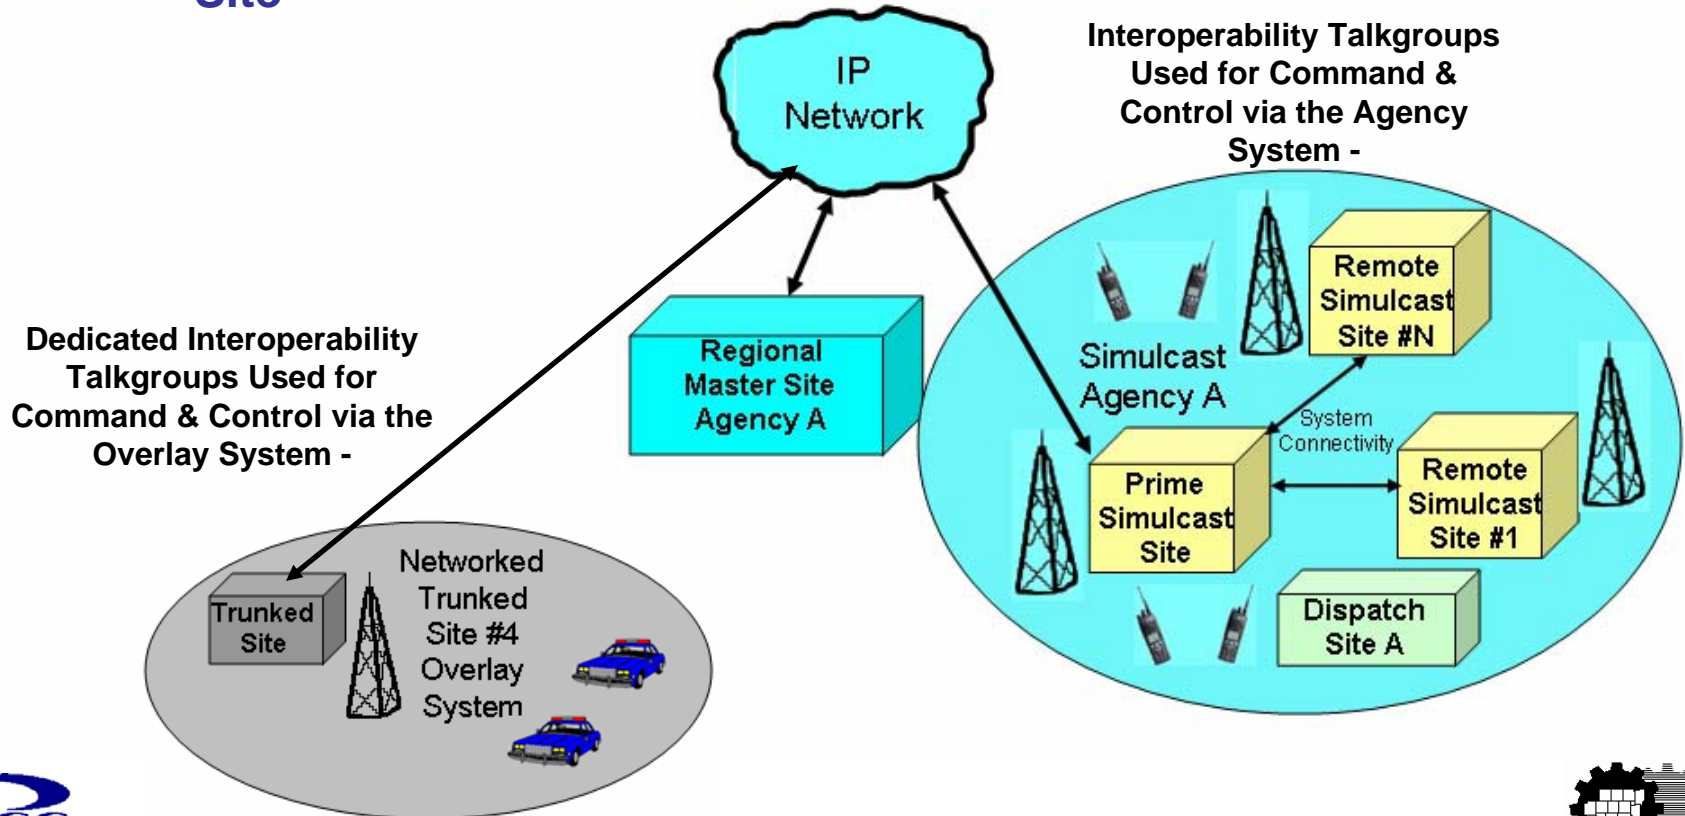 IP
Network
Interoperability Talkgroups
Used for Command &
Control via the Agency
System -
Dedicated Interoperability
Talkgroups Used for
Command & Control via the
Overlay System -
Regional
Master Site
Agency A
Simulcast
Agency A
Remote
Simulcast
Site #N
System
Connectivity
Prime
Simulcast
Site
Remote
Simulcast
Site #1
Dispatch
Site A
Trunked
Site
Networked
Trunked
Site #4
Overlay
System